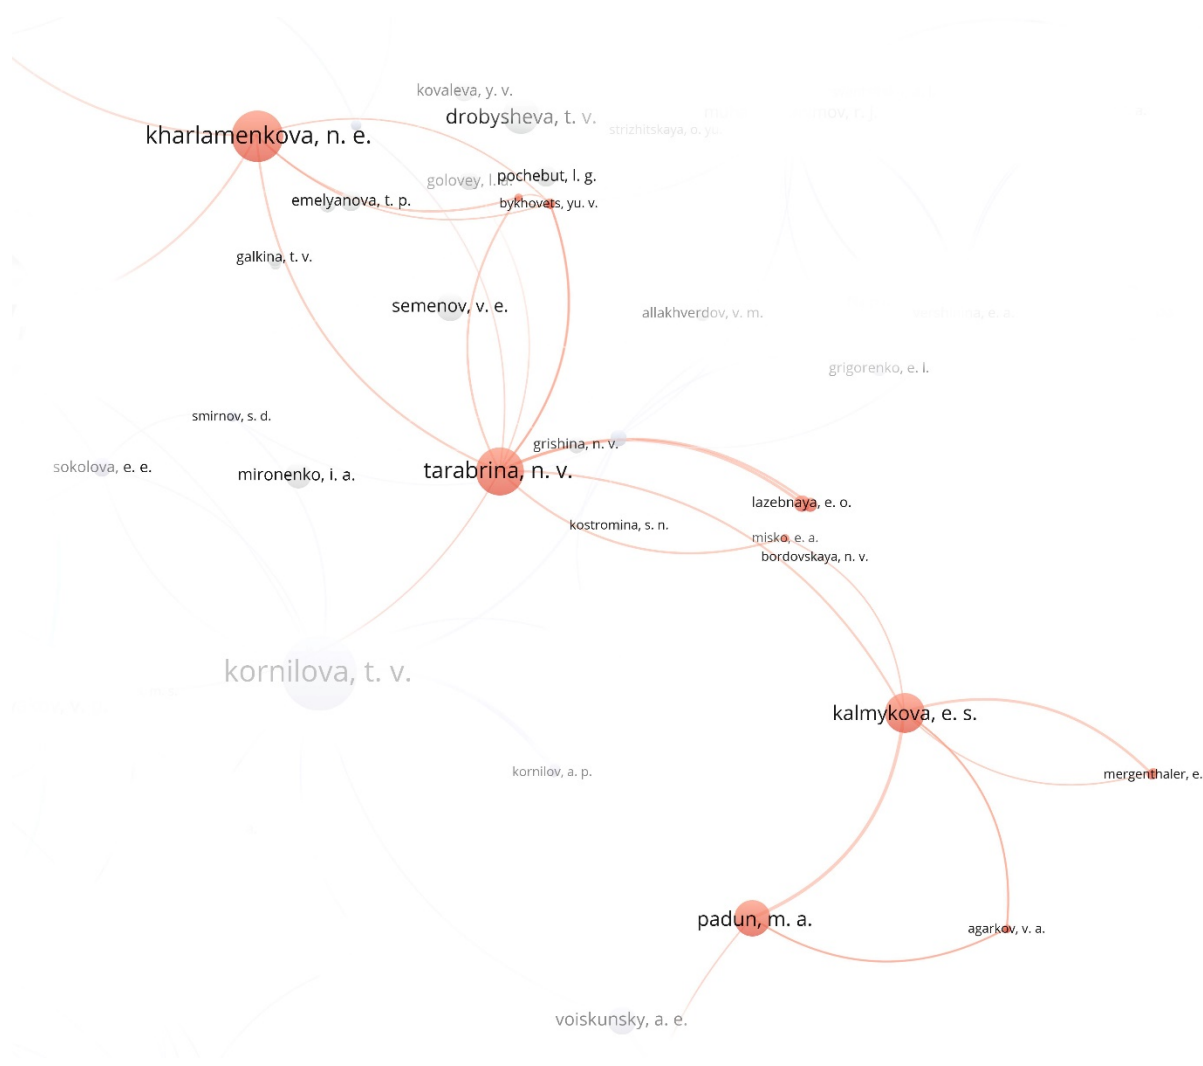 kovaleva, y. v.
drobysheva, t. v.
strizhitskaya, o. yu.
kharlamenkova, n. e.
golovey, l. a.
pochebut, l. g.
emelyanova, t. p.
bykhovets, yu. v.
galkina, t. v.
semenov, v. e.
allakhverdov, v. m.
grigorenko, e. i.
smirnov, s. d.
grishina, n. v.
sokolova, e. e.
mironenko, i. a.
tarabrina, n. v.
lazebnaya, e. o.
kostromina, s. n.
misko, e. a.
bordovskaya, n. v.
kornilova, t. v.
kalmykova, e. s.
kornilov, a. p.
mergenthaler, e.
padun, m. a.
agarkov, v. a.
voiskunsky, a. e.